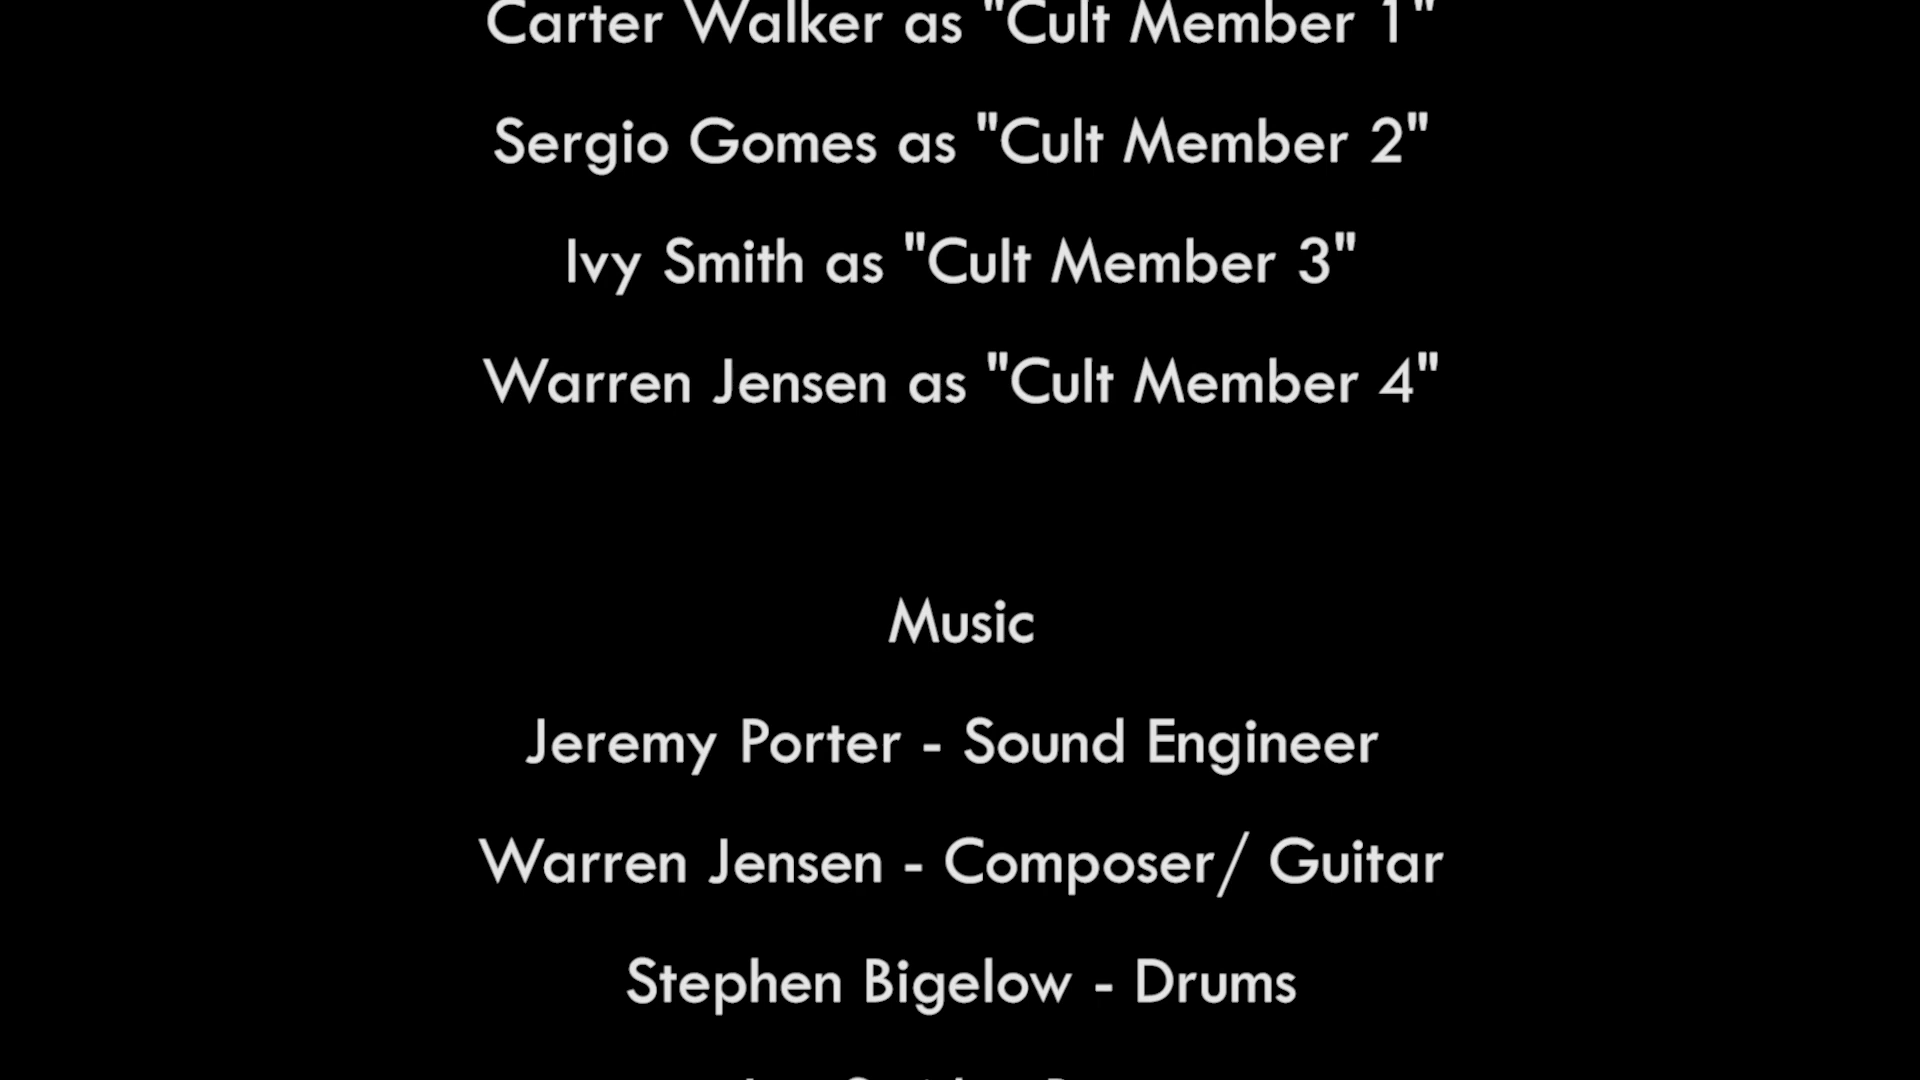 Carter Walker as "Cult Member 1"
Sergio Gomes as "Cult Member 2"
Ivy Smith as "Cult Member 3"
Warren Jensen as "Cult Member 4"
Music
Jeremy Porter - Sound Engineer
Warren Jensen - Composer/ Guitar
Stephen Bigelow - Drums